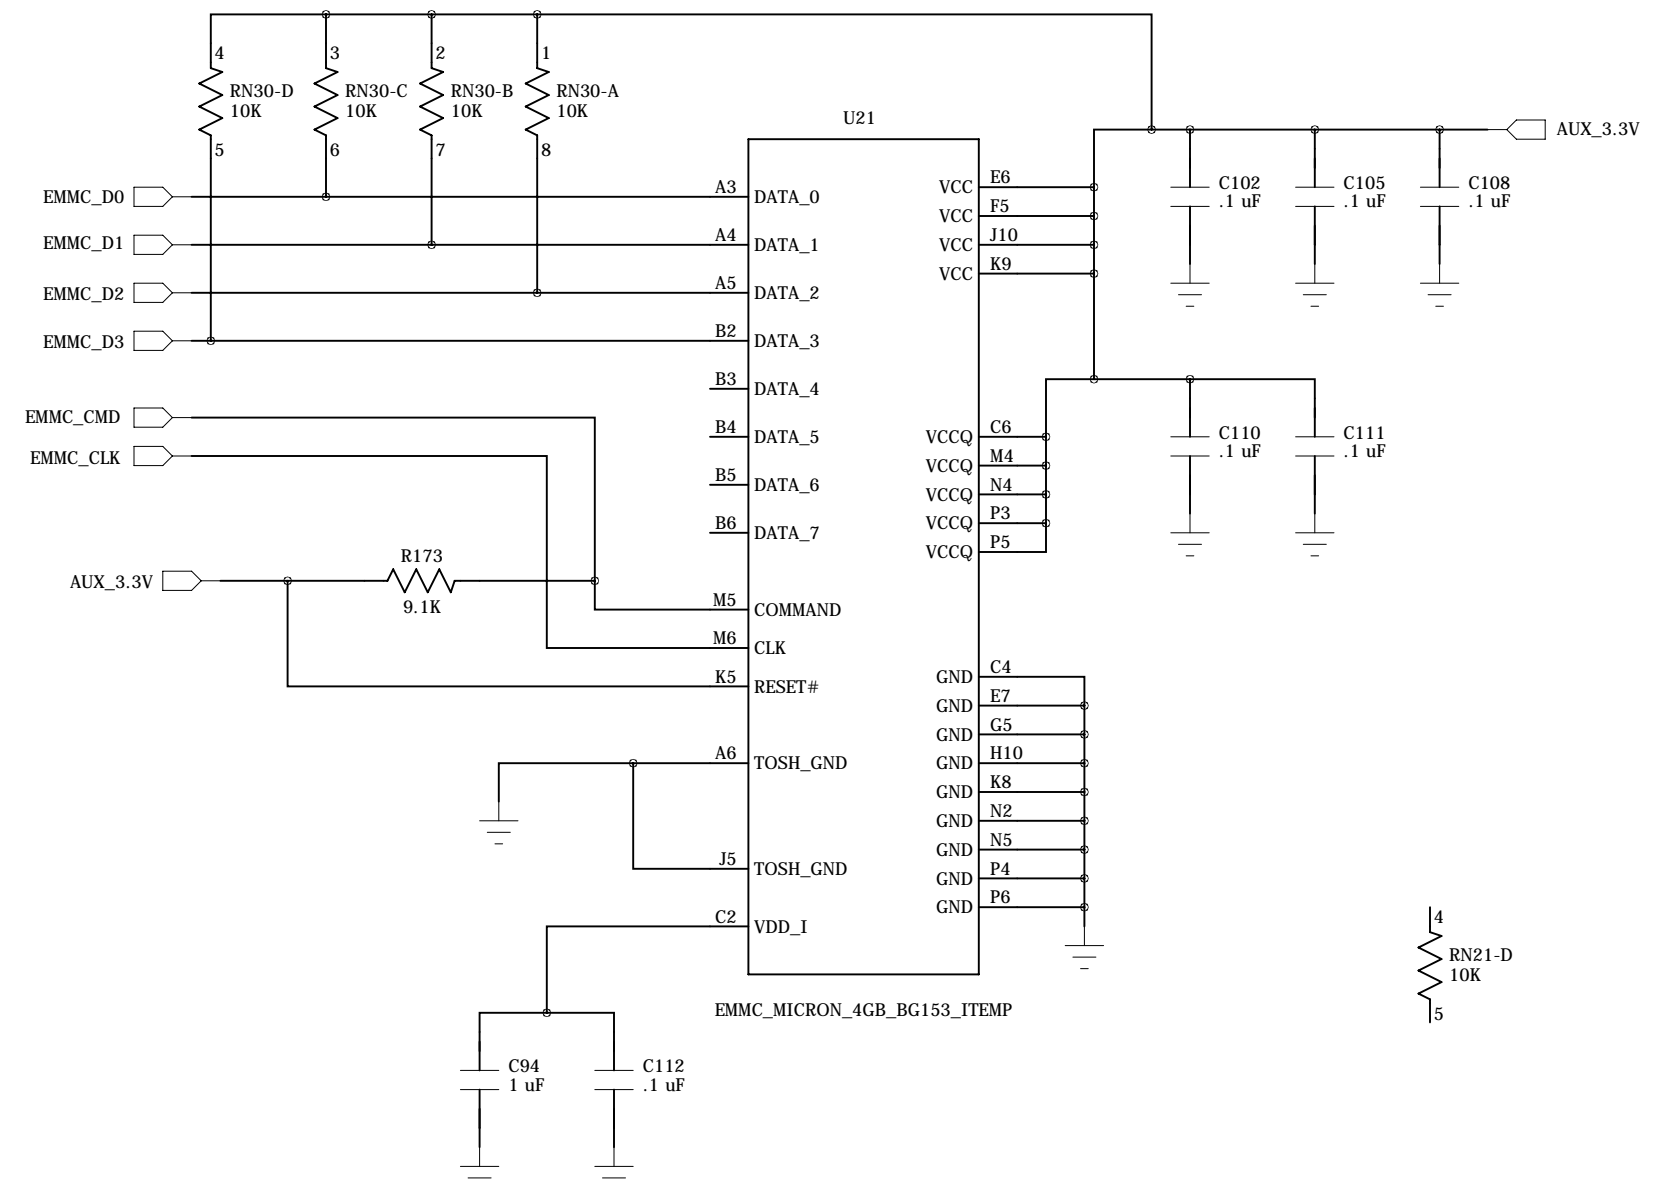 4
3
2
1
RN30-D
10K
RN30-C
10K
RN30-B
10K
RN30-A
10K
5
6
7
8
U21
AUX_3.3V
EMMC_D0
A3
DATA_0
EMMC_D1
A4
DATA_1
EMMC_D2
A5
DATA_2
EMMC_D3
B2
DATA_3
B3
DATA_4
EMMC_CMD
B4
DATA_5
EMMC_CLK
B5
DATA_6
B6
DATA_7
AUX_3.3V
R173
9.1K
M5
COMMAND
M6
CLK
K5
RESET#
A6
TOSH_GND
J5
TOSH_GND
C2
VDD_I
VCC
E6
VCC
F5
VCC
J10
VCC
K9
C102
.1 uF
C105
.1 uF
C108
.1 uF
VCCQ
C6
VCCQ
M4
VCCQ
N4
VCCQ
P3
VCCQ
P5
C110
.1 uF
C111
.1 uF
GND
C4
GND
E7
GND
G5
GND
H10
GND
K8
GND
N2
GND
N5
GND
P4
GND
P6
EMMC_MICRON_4GB_BG153_ITEMP
C94
1 uF
C112
.1 uF
4
RN21-D
10K
5